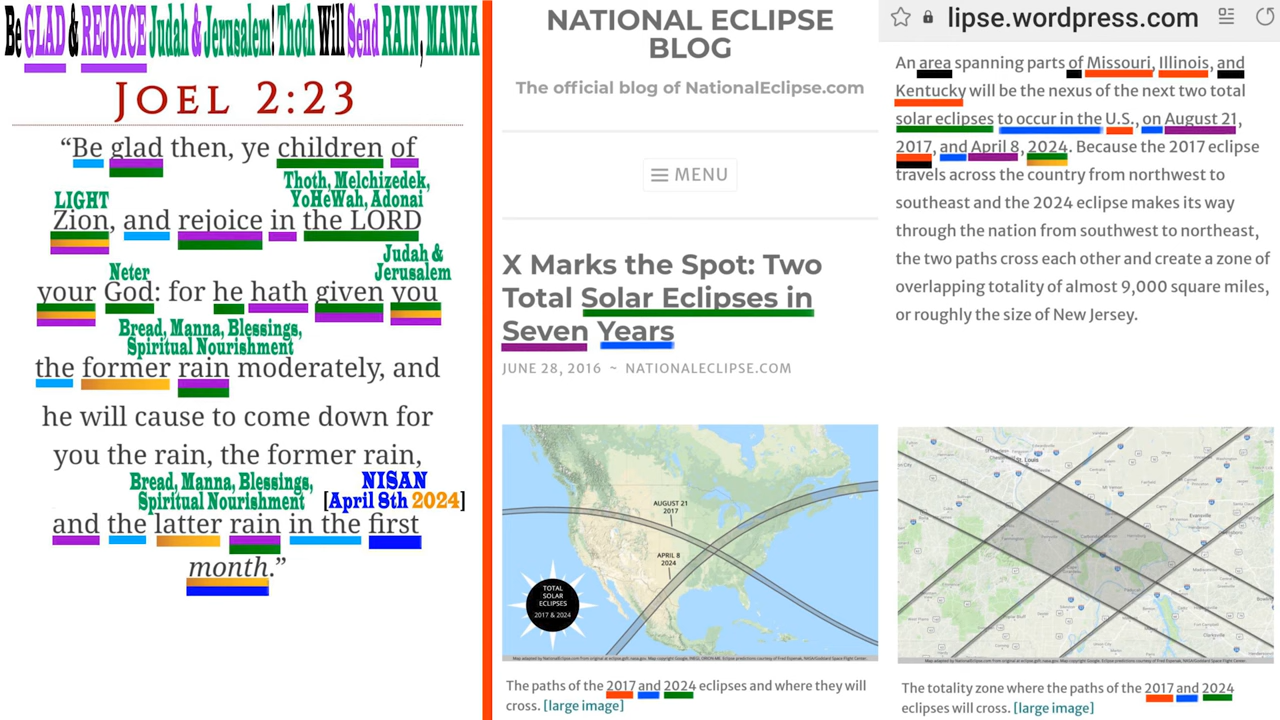 Be GLAD & REJOICE Judah & Jerusalem! Thoth Will Send RAIN, MANNA
JOEL 2:23
“Be glad then, ye children of
LIGHT
Thoth, Melchizedek,
YoHeWah, Adonai
Zion, and rejoice in the LORD
Neter
Judah &
Jerusalem
your God: for he hath given you
Bread, Manna, Blessings,
Spiritual Nourishment
the former rain moderately, and
he will cause to come down for
you the rain, the former rain,
Bread, Manna, Blessings,
Spiritual Nourishment
NISAN
[April 8th 2024]
and the latter rain in the first
month.”
NATIONAL ECLIPSE
BLOG
The official blog of NationalEclipse.com
MENU
X Marks the Spot: Two
Total Solar Eclipses in
Seven Years
JUNE 28, 2016 ~ NATIONALECLIPSE.COM
AUGUST 21
2017
APRIL 8
2024
TOTAL
SOLAR
ECLIPSES
2017 & 2024
The paths of the 2017 and 2024 eclipses and where they will
cross. [large image]
lipse.wordpress.com
An area spanning parts of Missouri, Illinois, and
Kentucky will be the nexus of the next two total
solar eclipses to occur in the U.S., on August 21,
2017, and April 8, 2024. Because the 2017 eclipse
travels across the country from northwest to
southeast and the 2024 eclipse makes its way
through the nation from southwest to northeast,
the two paths cross each other and create a zone of
overlapping totality of almost 9,000 square miles,
or roughly the size of New Jersey.
St. Louis
Evansville
The totality zone where the paths of the 2017 and 2024
eclipses will cross. [large image]